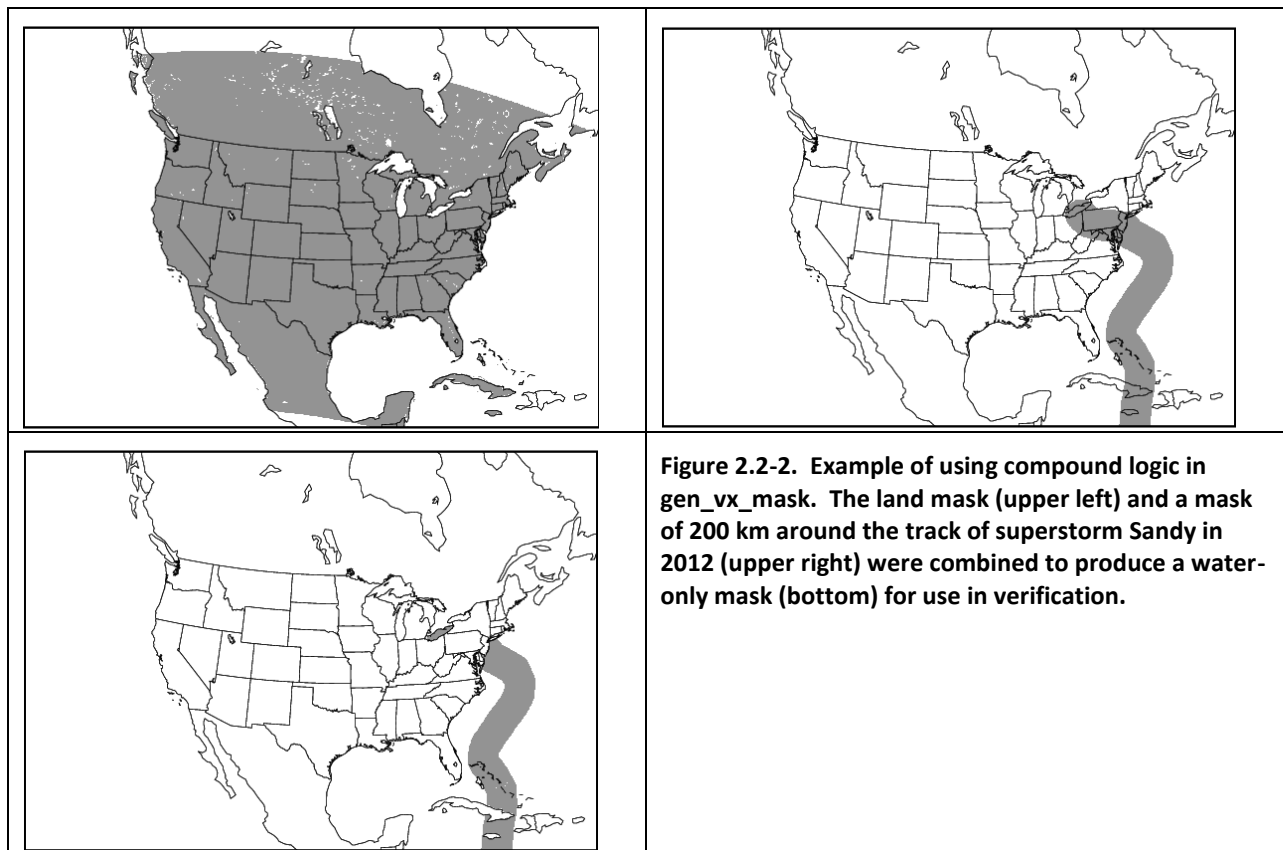 Figure 2.2-2. Example of using compound logic in
gen_vx_mask. The land mask (upper left) and a mask
of 200 km around the track of superstorm Sandy in
2012 (upper right) were combined to produce a water-
only mask (bottom) for use in verification.